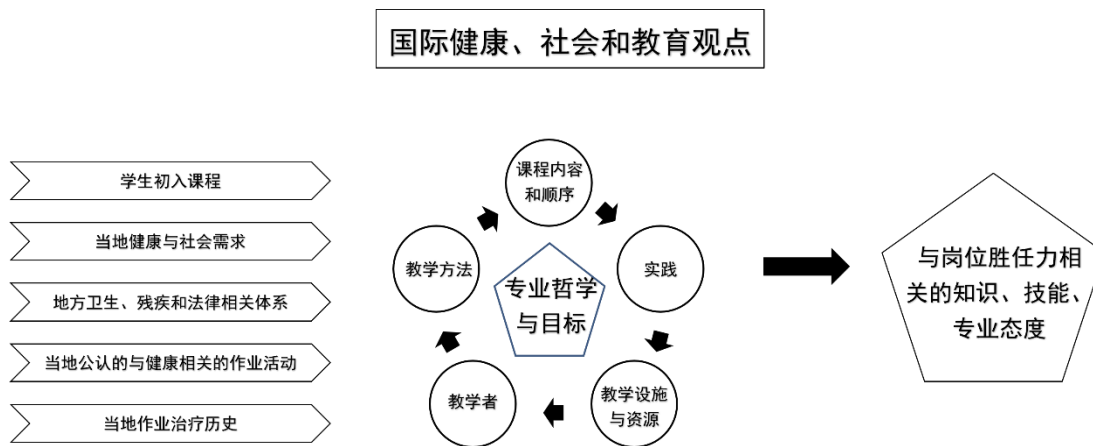 国际健康、社会和教育观点
学生初入课程
当地健康与社会需求
地方卫生、残疾和法律相关体系
当地公认的与健康相关的作业活动
当地作业治疗历史
课程内容
和顺序
实践
教学设施
与资源
教学者
教学方法
专业哲学
与目标
与岗位胜任力相
关的知识、技能、
专业态度